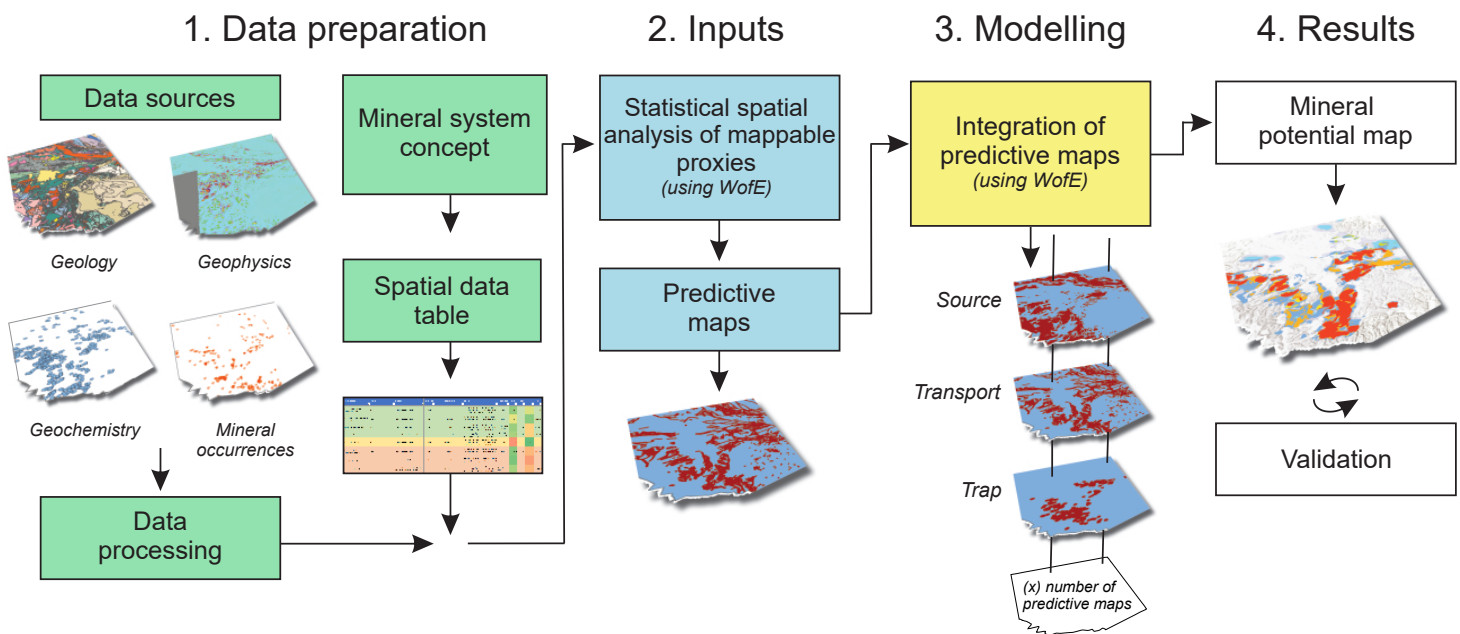 1. Data preparation
2. Inputs
3. Modelling
4. Results
Data sources
Geology
Geophysics
Geochemistry
Mineral
occurrences
Data
processing
Mineral system
concept
Spatial data
table
Statistical spatial
analysis of mappable
proxies
(using WofE)
Predictive
maps
Integration of
predictive maps
(using WofE)
Source
Transport
Trap
(x) number of
predictive maps
Mineral
potential map
Validation